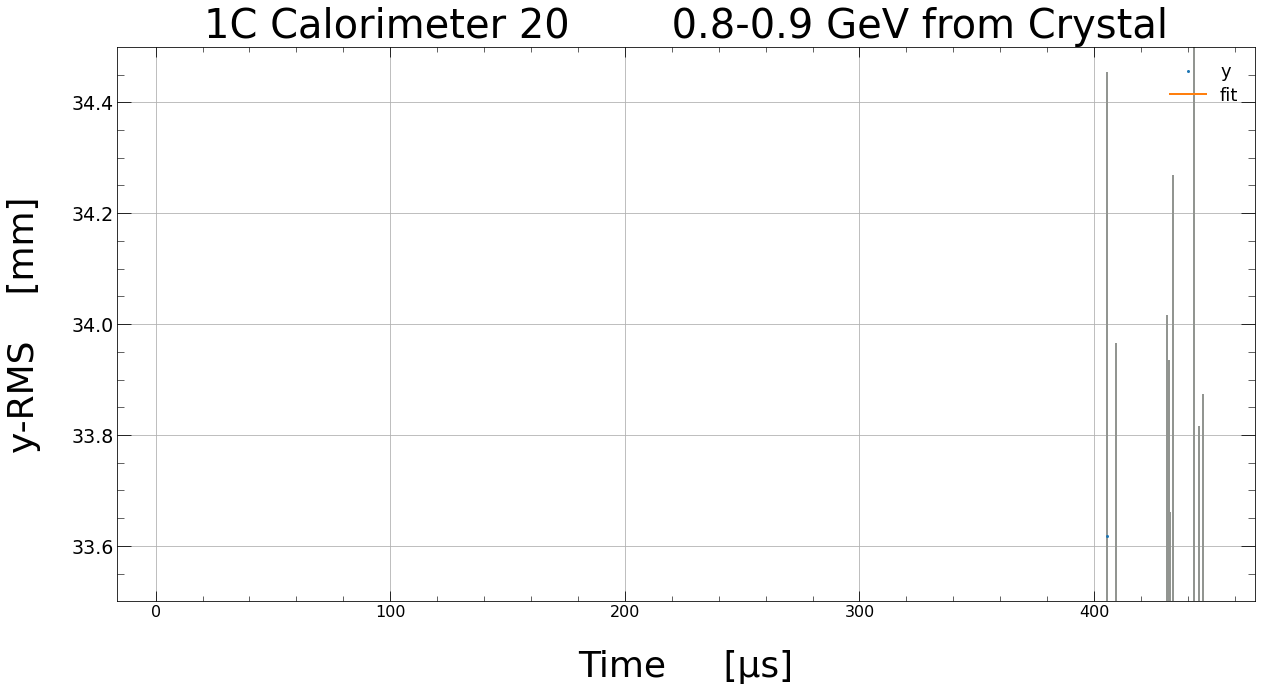 1C Calorimeter 20 0.8-0.9 GeV from Crystal
y
fit
34.4
34.2
34.0
33.8
33.6
y-RMS [mm]
0 100 200 300 400
Time [µs]